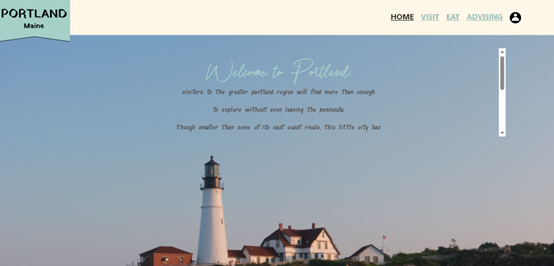 PORTLAND
Maine
HOME VISIT EAT ADVISING
Welcome to Portland.
visitors to the greater portland region will find more than enough
to explore without even leaving the peninsula.
Though smaller than some of its east coast rivals, This little city has